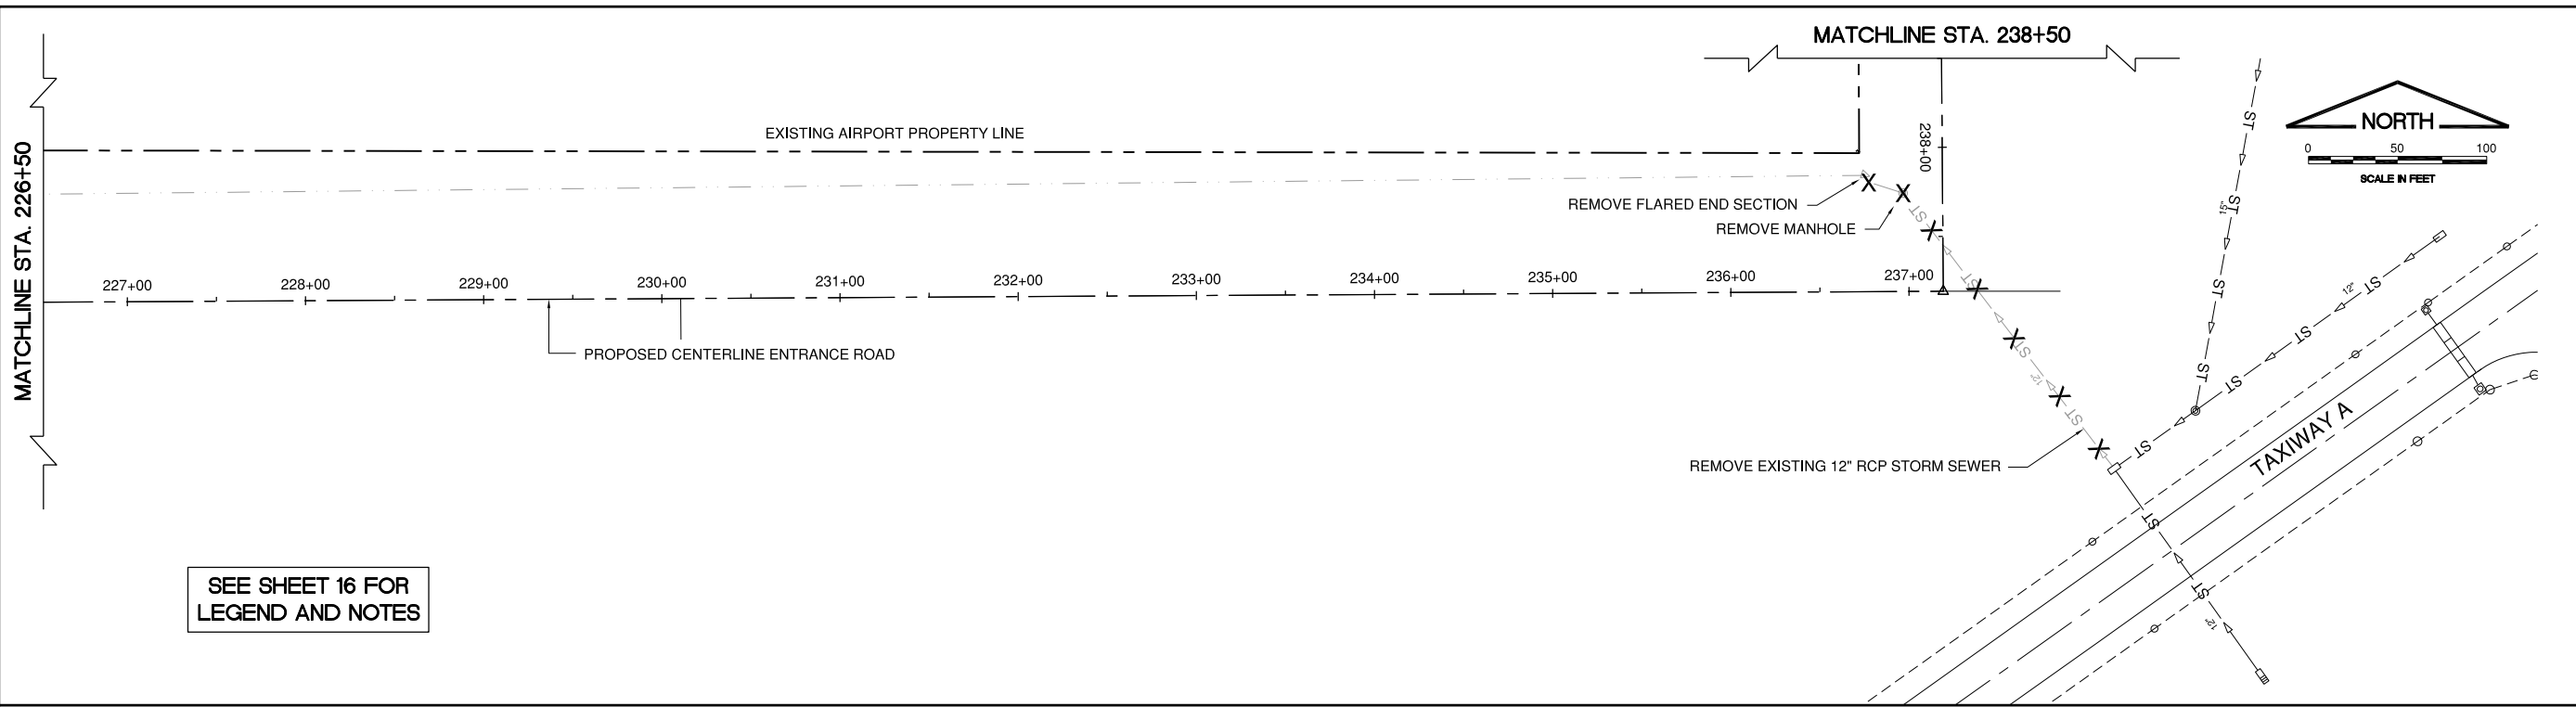 MATCHLINE STA. 238+50
MATCHLINE STA. 226+50
EXISTING AIRPORT PROPERTY LINE
238+00
NORTH
0 50 100
SCALE IN FEET
REMOVE FLARED END SECTION
REMOVE MANHOLE
227+00 228+00 229+00 230+00 231+00 232+00 233+00 234+00 235+00 236+00 237+00
PROPOSED CENTERLINE ENTRANCE ROAD
REMOVE EXISTING 12" RCP STORM SEWER
ST
ST
ST
ST
12"
ST
ST
15"
ST
ST
ST
ST
12"
ST
ST
ST
ST
ST
12"
TAXIWAY A
SEE SHEET 16 FOR
LEGEND AND NOTES